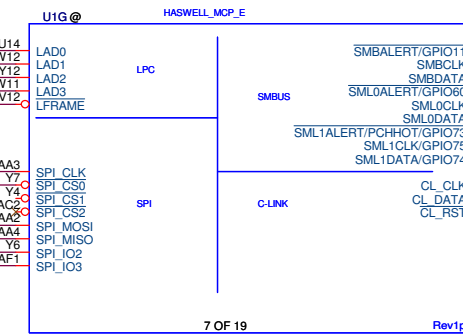 U1G @
HASWELL_MCP_E
U14 LAD0
W12 LAD1
Y12 LAD2
W11 LAD3
V12 LFRAME
LPC
SMBUS
SMBALERT/GPIO11
SMBCLK
SMBDATA
SML0ALERT/GPIO60
SML0CLK
SML0DATA
SML1ALERT/PCHHOT/GPIO73
SML1CLK/GPIO75
SML1DATA/GPIO74
AA3 SPI_CLK
Y7 SPI_CS0
Y4 SPI_CS1
AC2 SPI_CS2
AA2 SPI_MOSI
AA4 SPI_MISO
Y6 SPI_IO2
AF1 SPI_IO3
SPI
C-LINK
CL_CLK
CL_DATA
CL_RST
7 OF 19
Rev1p